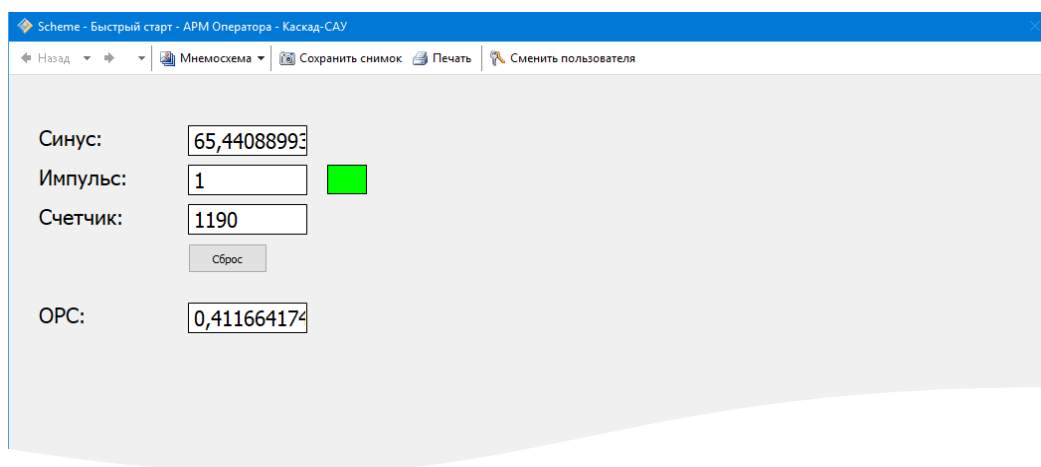 Scheme - Быстрый старт - АРМ Оператора - Каскад-САУ
Назад Мнемосхема Сохранить снимок Печать Сменить пользователя
Синус: 65,44088993
Импульс: 1
Счетчик: 1190
Сброс
OPC: 0,411664174